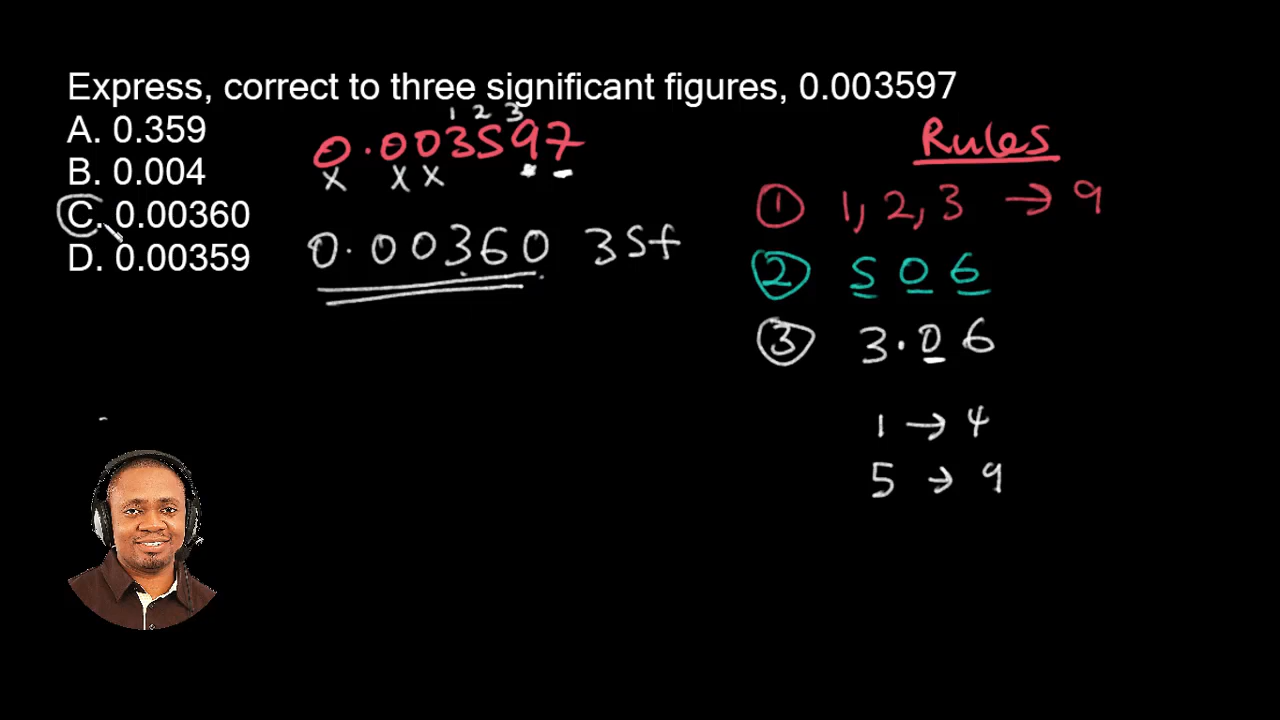 Express, correct to three significant figures, 0.003597
A. 0.359
B. 0.004
C. 0.00360
D. 0.00359
1 2 3
0.003597
x x x
0.00360 3Sf
Rules
① 1, 2, 3 → 9
② 5 0 6
③ 3.06
1 → 4
5 → 9